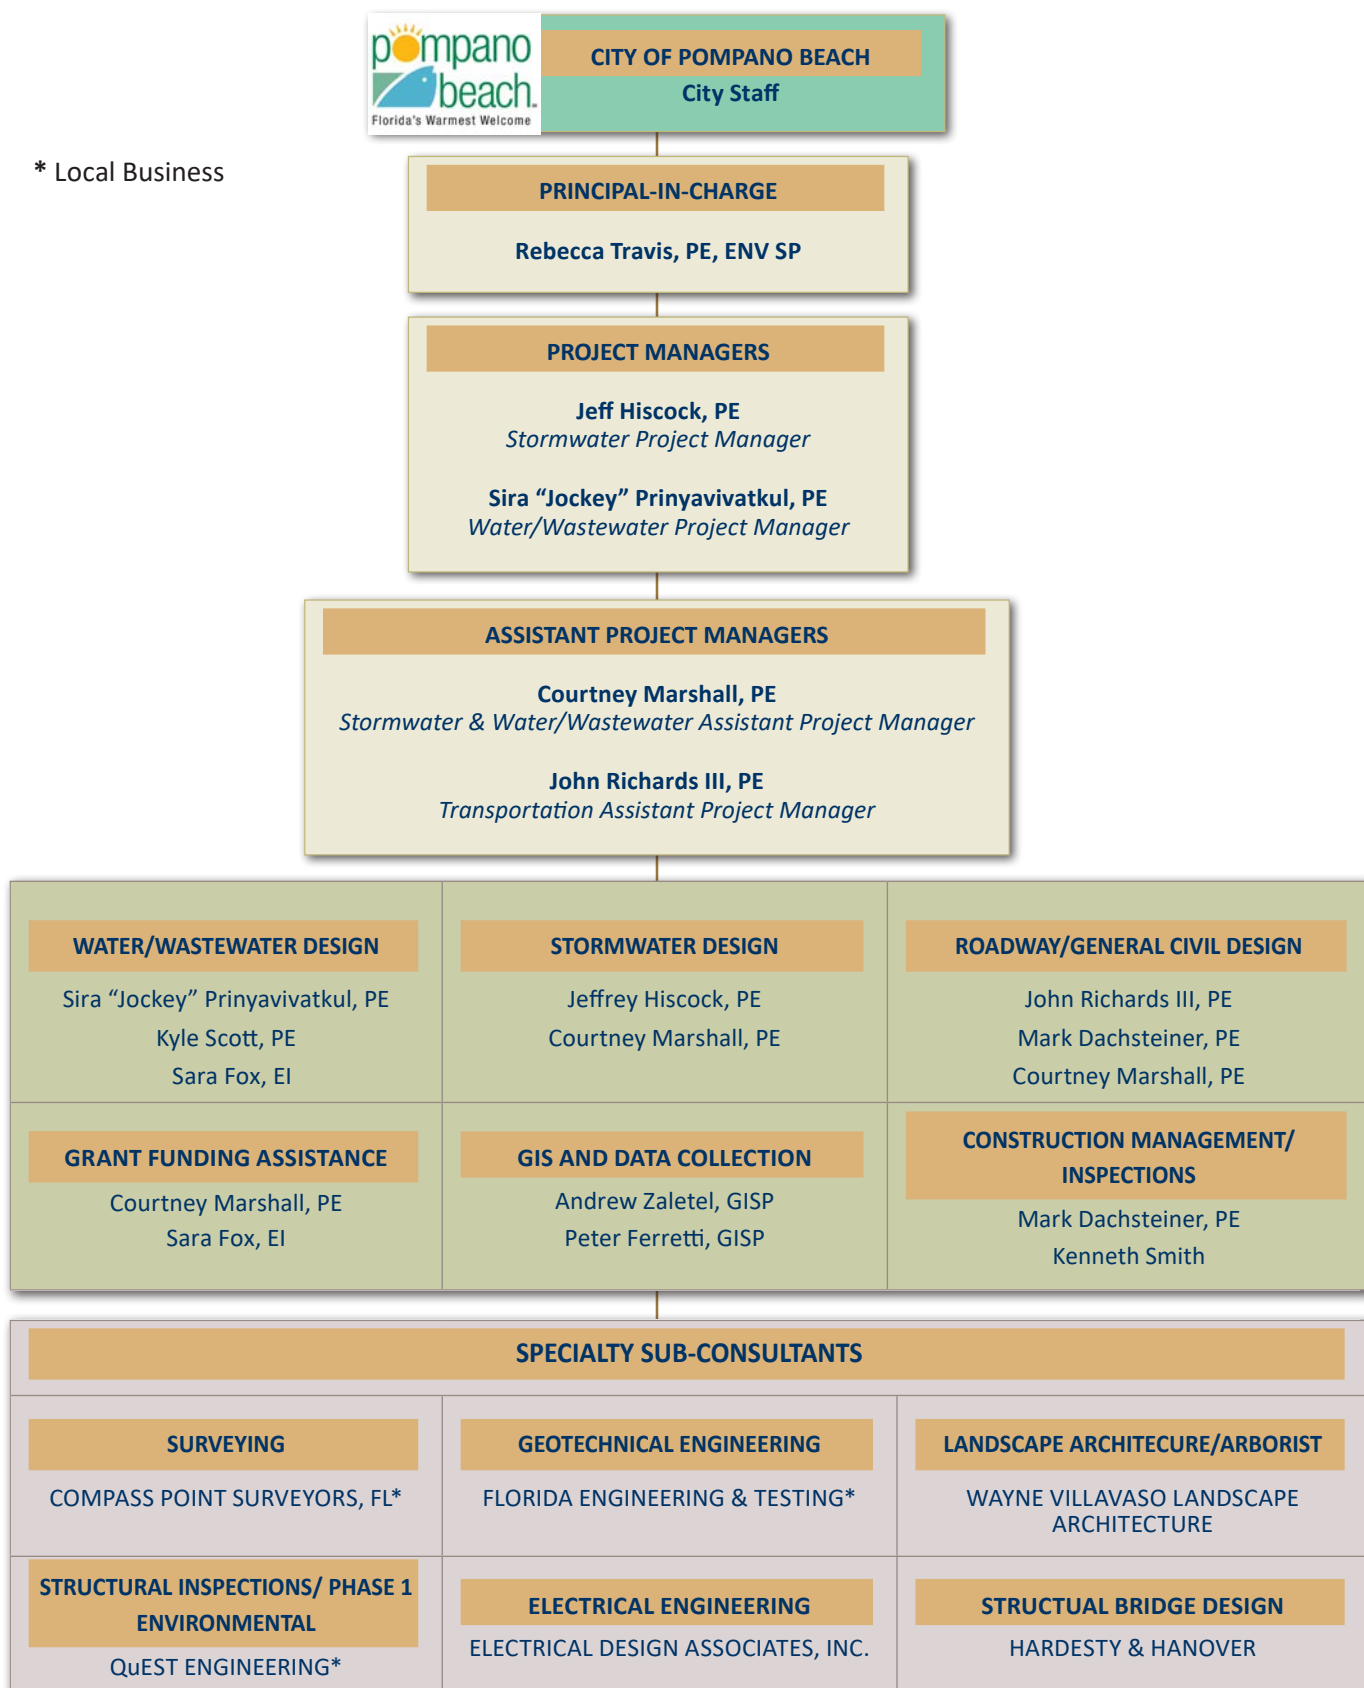 pompano
beach™
Florida's Warmest Welcome
CITY OF POMPANO BEACH
City Staff
* Local Business
PRINCIPAL-IN-CHARGE
Rebecca Travis, PE, ENV SP
PROJECT MANAGERS
Jeff Hiscock, PE
Stormwater Project Manager
Sira “Jockey” Prinyavivatkul, PE
Water/Wastewater Project Manager
ASSISTANT PROJECT MANAGERS
Courtney Marshall, PE
Stormwater & Water/Wastewater Assistant Project Manager
John Richards III, PE
Transportation Assistant Project Manager
WATER/WASTEWATER DESIGN
Sira “Jockey” Prinyavivatkul, PE
Kyle Scott, PE
Sara Fox, EI
STORMWATER DESIGN
Jeffrey Hiscock, PE
Courtney Marshall, PE
ROADWAY/GENERAL CIVIL DESIGN
John Richards III, PE
Mark Dachsteiner, PE
Courtney Marshall, PE
GRANT FUNDING ASSISTANCE
Courtney Marshall, PE
Sara Fox, EI
GIS AND DATA COLLECTION
Andrew Zaletel, GISP
Peter Ferretti, GISP
CONSTRUCTION MANAGEMENT/
INSPECTIONS
Mark Dachsteiner, PE
Kenneth Smith
SPECIALTY SUB-CONSULTANTS
SURVEYING
COMPASS POINT SURVEYORS, FL*
GEOTECHNICAL ENGINEERING
FLORIDA ENGINEERING & TESTING*
LANDSCAPE ARCHITECURE/ARBORIST
WAYNE VILLAVASO LANDSCAPE
ARCHITECTURE
STRUCTURAL INSPECTIONS/ PHASE 1
ENVIRONMENTAL
QuEST ENGINEERING*
ELECTRICAL ENGINEERING
ELECTRICAL DESIGN ASSOCIATES, INC.
STRUCTUAL BRIDGE DESIGN
HARDESTY & HANOVER